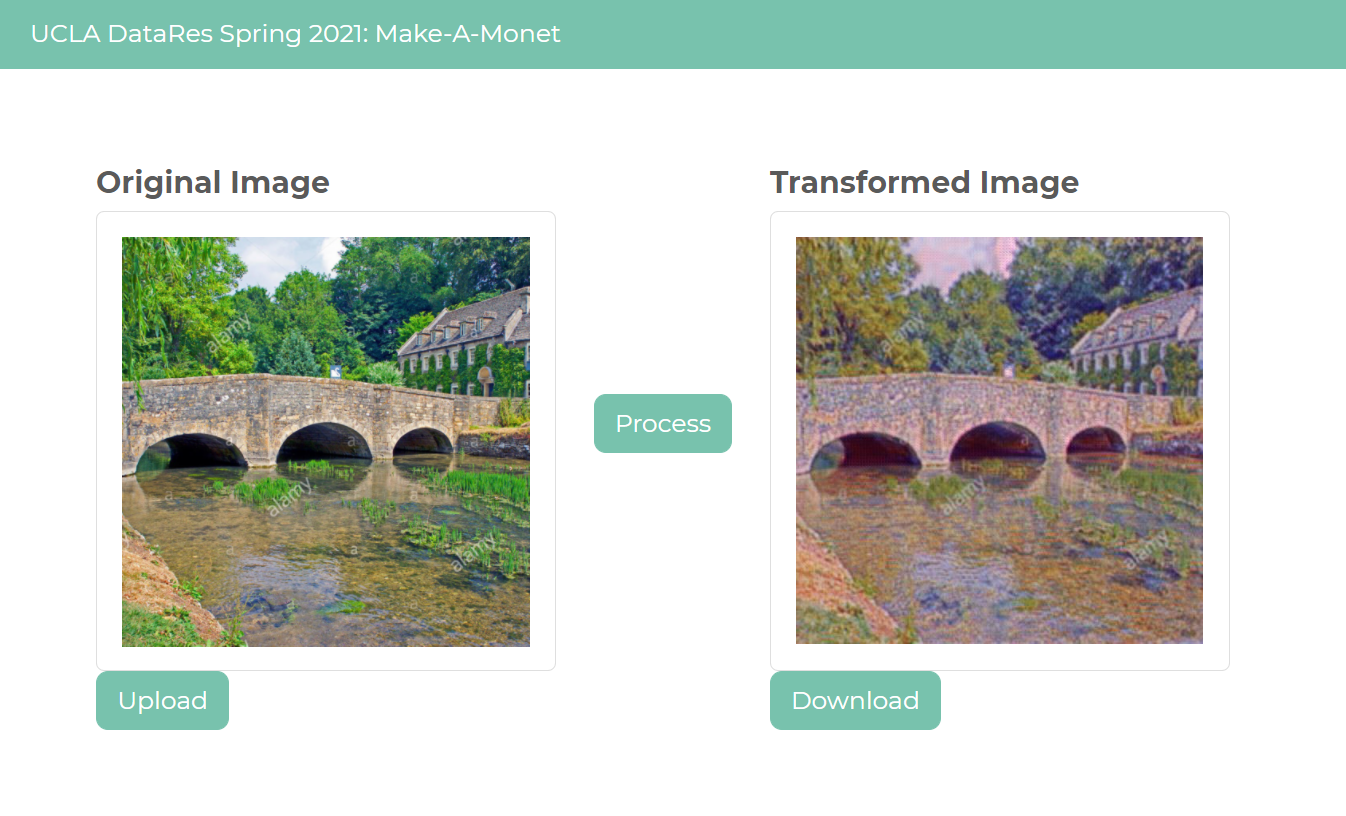 UCLA DataRes Spring 2021: Make-A-Monet
Original Image
Transformed Image
alamy
a
a
alamy
a
alamy
a
a
alamy
a
alamy
alamy
a
Process
Upload
Download